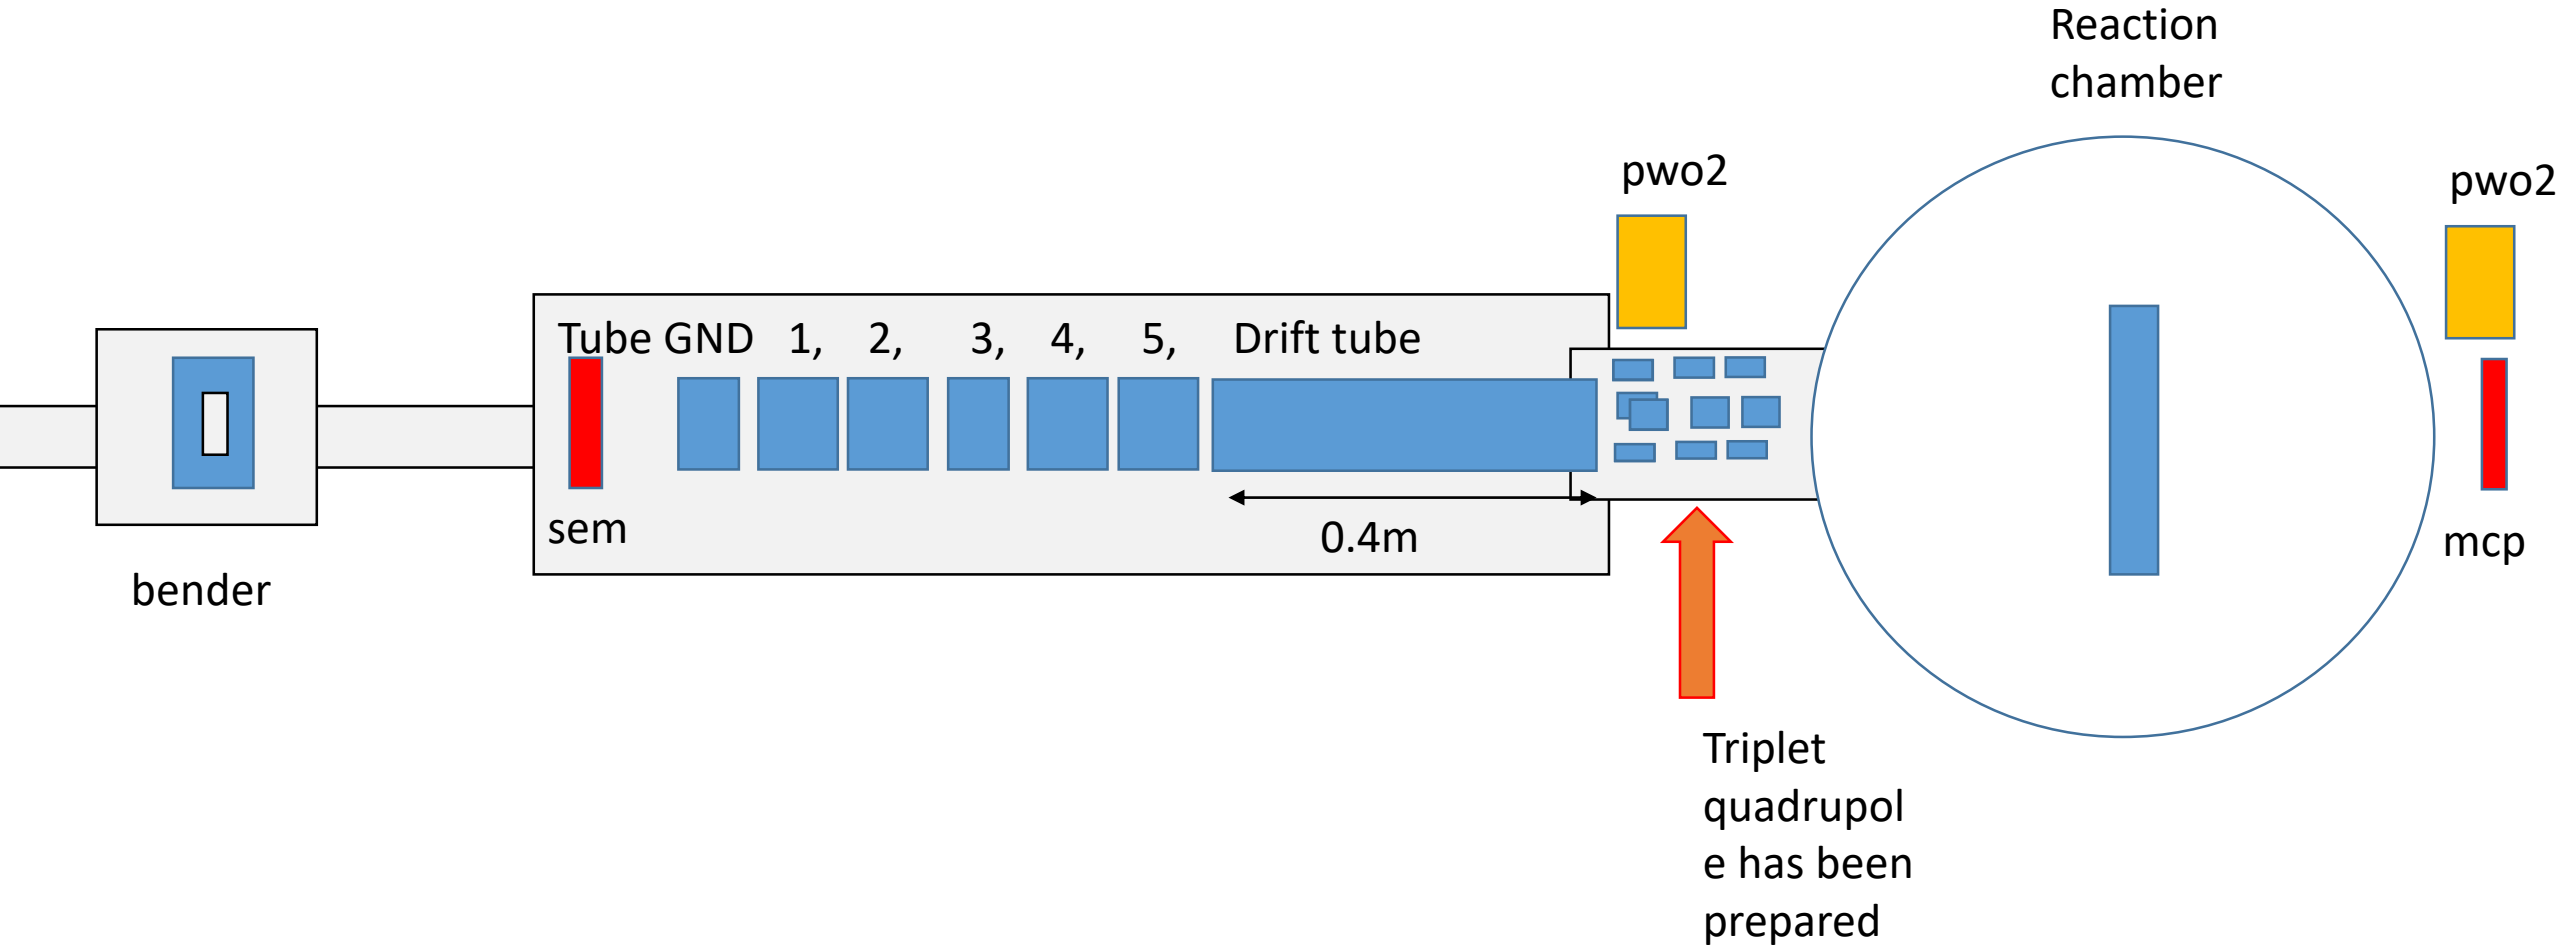 Reaction
chamber
pwo2
pwo2
Tube GND 1, 2, 3, 4, 5, Drift tube
sem
0.4m
mcp
bender
Triplet
quadrupol
e has been
prepared